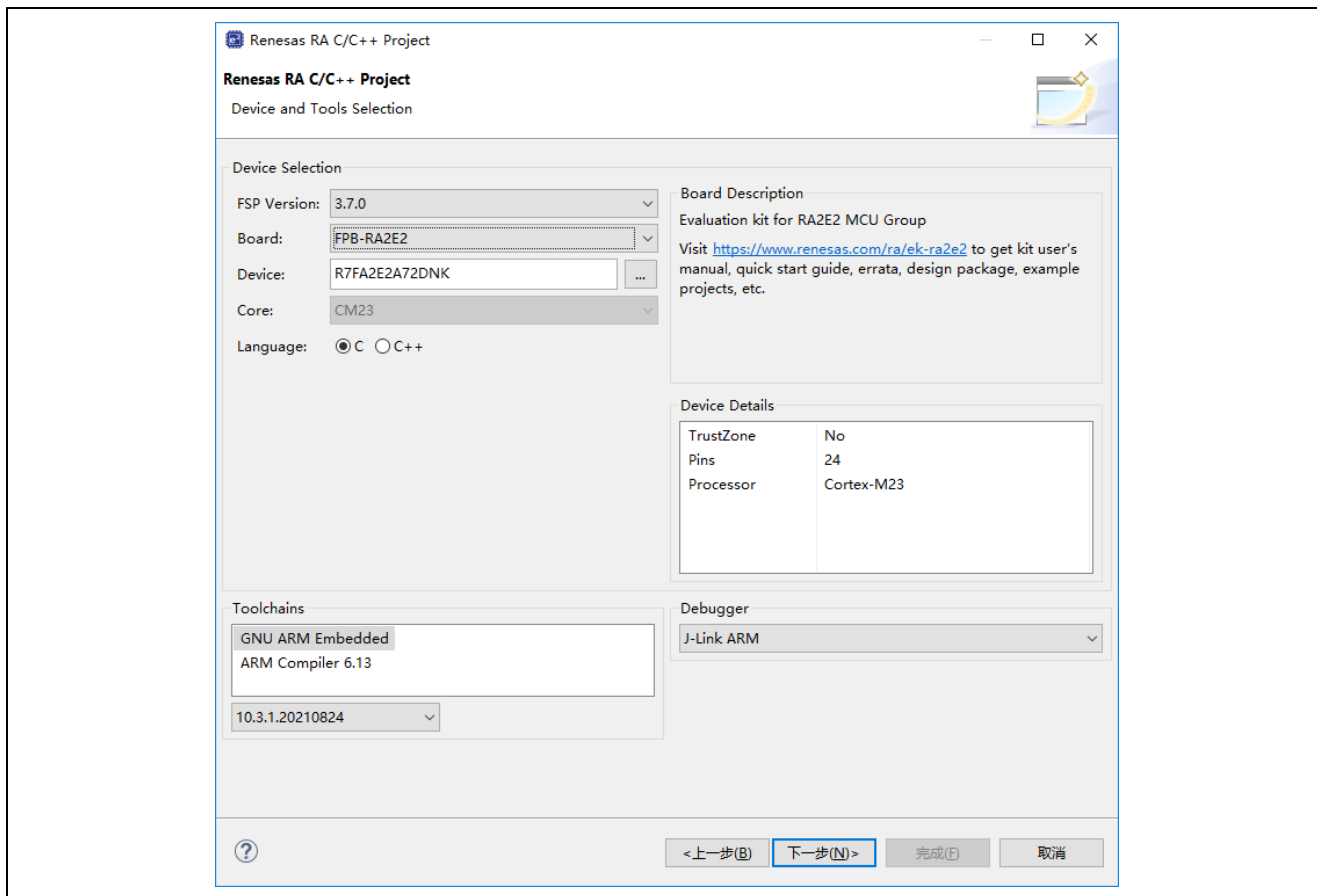 Renesas RA C/C++ Project
Renesas RA C/C++ Project
Device and Tools Selection
Device Selection
FSP Version: 3.7.0
Board: FPB-RA2E2
Device: R7FA2E2A72DNK ...
Core: CM23
Language: C C++
Board Description
Evaluation kit for RA2E2 MCU Group
Visit https://www.renesas.com/ra/ek-ra2e2 to get kit user's
manual, quick start guide, errata, design package, example
projects, etc.
Device Details
TrustZone No
Pins 24
Processor Cortex-M23
Toolchains
GNU ARM Embedded
ARM Compiler 6.13
10.3.1.20210824
Debugger
J-Link ARM
? <上一步(B) 下一步(N)> 完成(F) 取消